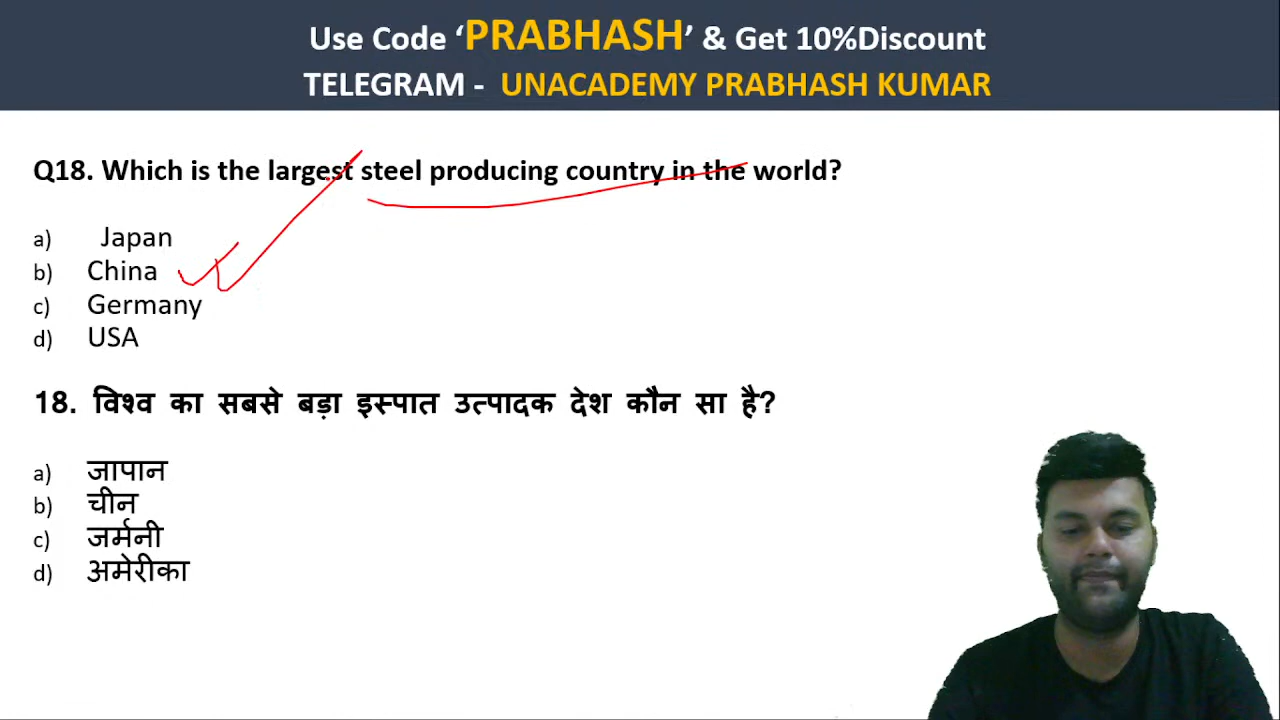 Use Code ‘PRABHASH’ & Get 10%Discount
TELEGRAM - UNACADEMY PRABHASH KUMAR
Q18. Which is the largest steel producing country in the world?
a) Japan
b) China
c) Germany
d) USA
18. विश्व का सबसे बड़ा इस्पात उत्पादक देश कौन सा है?
a) जापान
b) चीन
c) जर्मनी
d) अमेरीका